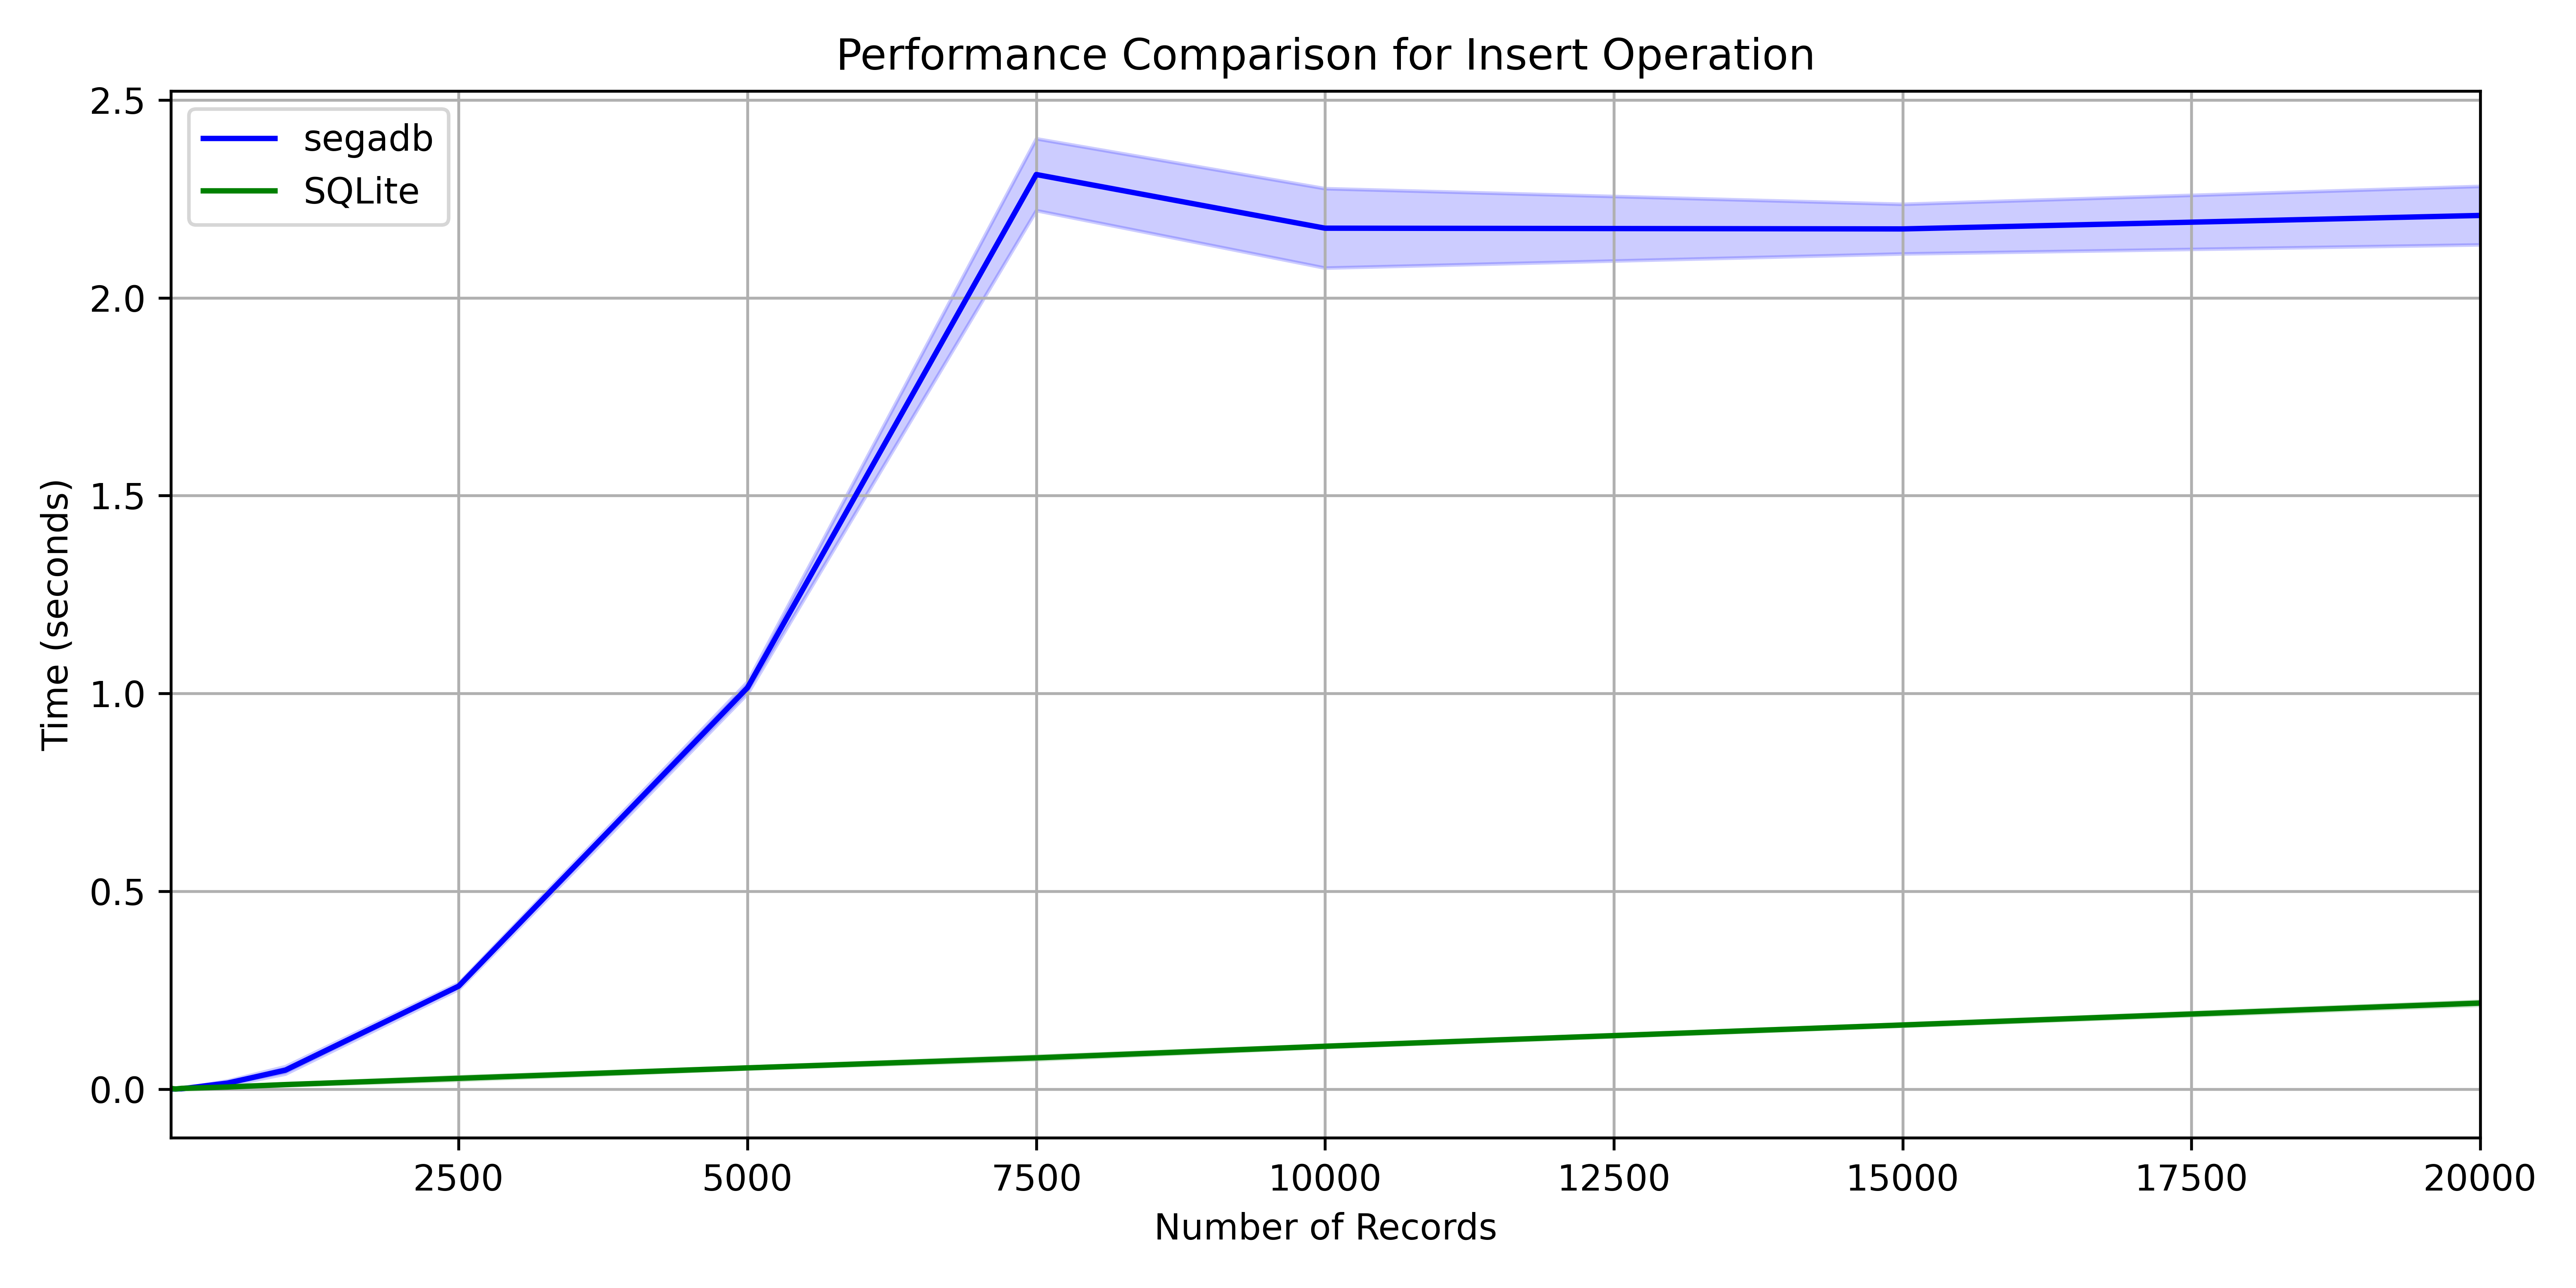 Performance Comparison for Insert Operation
segadb
SQLite
Time (seconds)
2.5
2.0
1.5
1.0
0.5
0.0
2500 5000 7500 10000 12500 15000 17500 20000
Number of Records